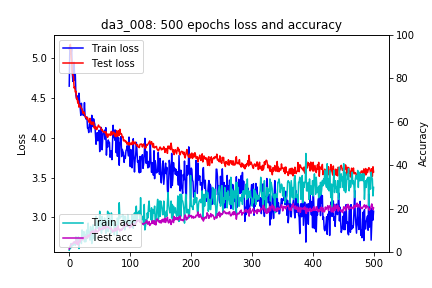 da3_008: 500 epochs loss and accuracy
Train loss
Test loss
Train acc
Test acc
Loss
5.0
4.5
4.0
3.5
3.0
Accuracy
100
80
60
40
20
0
0
100
200
300
400
500